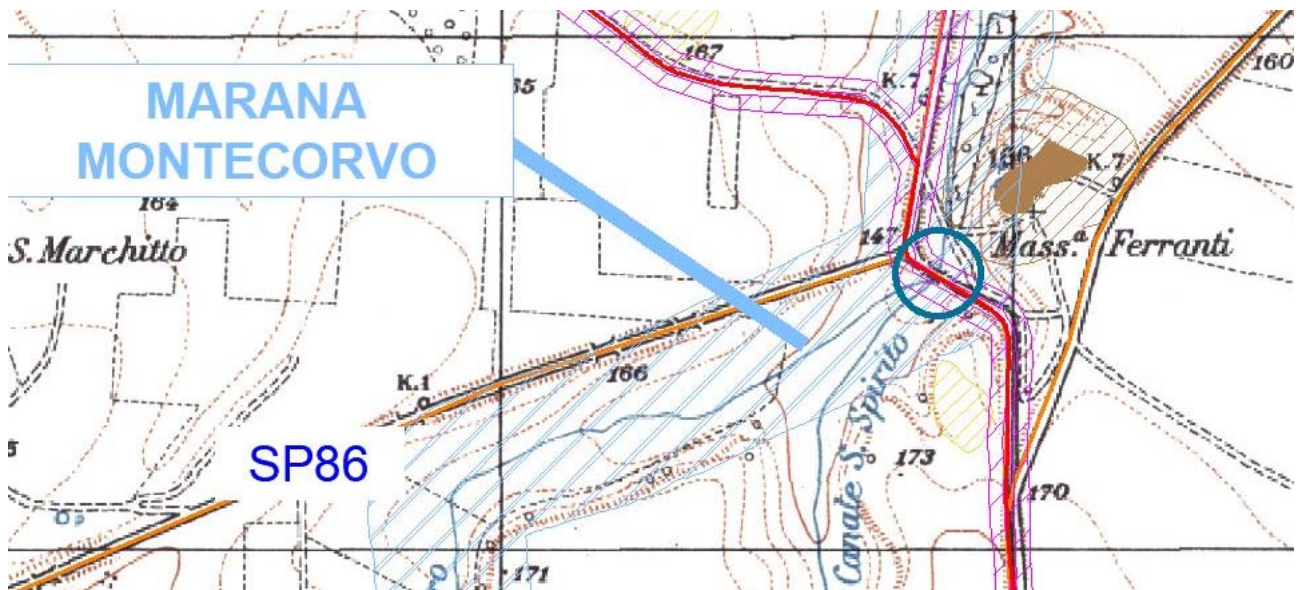 167
160
MARANA
MONTECORVO
65
K.7
K.7
164
S. Marchitto
147
Mass.ª Ferranti
166
K.1
SP86
Canale S. Spirito
173
170
171